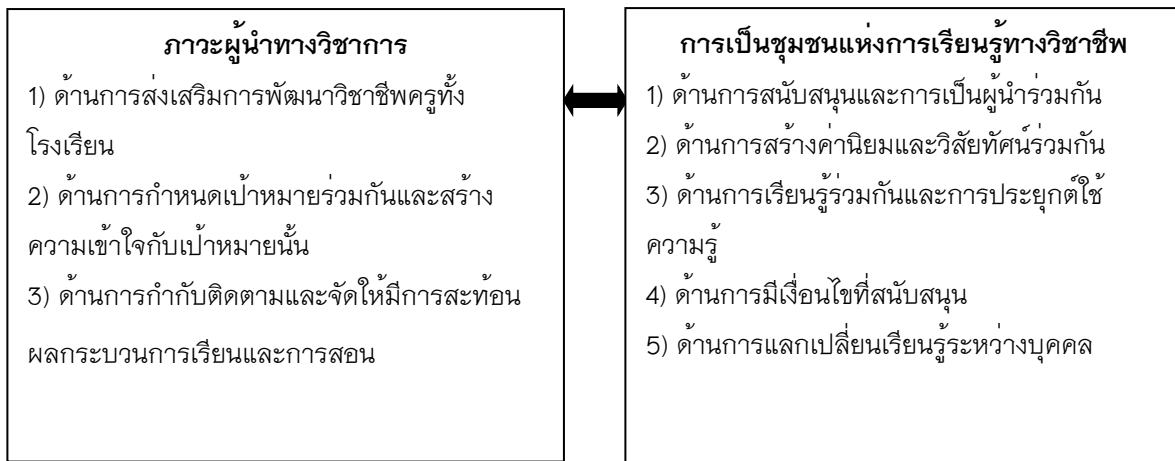 ภาวะผู้นำทางวิชาการ
1) ด้านการส่งเสริมการพัฒนาวิชาชีพครูทั้ง
โรงเรียน
2) ด้านการกำหนดเป้าหมายร่วมกันและสร้าง
ความเข้าใจกับเป้าหมายนั้น
3) ด้านการกำกับติดตามและจัดให้มีการสะท้อน
ผลกระบวนการเรียนและการสอน
การเป็นชุมชนแห่งการเรียนรู้ทางวิชาชีพ
1) ด้านการสนับสนุนและการเป็นผู้นำร่วมกัน
2) ด้านการสร้างค่านิยมและวิสัยทัศน์ร่วมกัน
3) ด้านการเรียนรู้ร่วมกันและการประยุกต์ใช้
ความรู้
4) ด้านการมีเงื่อนไขที่สนับสนุน
5) ด้านการแลกเปลี่ยนเรียนรู้ระหว่างบุคคล